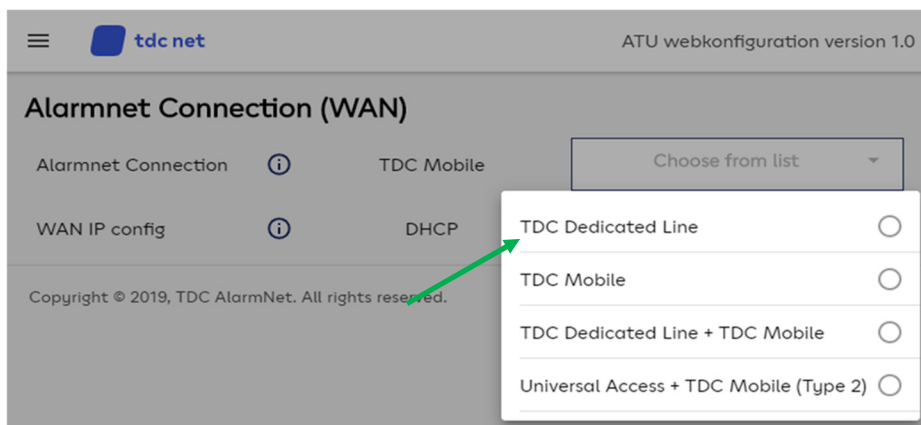 tdc net
ATU webkonfiguration version 1.0
Alarmnet Connection (WAN)
Alarmnet Connection
TDC Mobile
Choose from list
WAN IP config
DHCP
TDC Dedicated Line
TDC Mobile
TDC Dedicated Line + TDC Mobile
Universal Access + TDC Mobile (Type 2)
Copyright © 2019, TDC AlarmNet. All rights reserved.